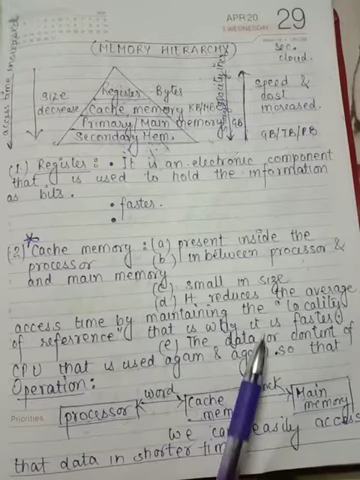 APR 20
WEDNESDAY
29
MEMORY HIERARCHY
Sec.
cloud.
access time increased
size
decrease
Register Bytes
Cache memory KB/MB
Primary/Main memory GB
Secondary Mem.
speed &
cost
increased.
GB/TB/PB
(1.) Register : • It is an electronic component
that is used to hold the information
as bits.
• faster.
•
(2) Cache memory : (a) present inside the
processor (b) in between processor &
and main memory
(c) small in size
(d) It reduces the average
access time by maintaining the "locality
of reference" that is why it is faster()
(e) The data or content of
CPU that is used again & again so that
Operation:
Priorities
processor
word
Cache
Main
memory
we can easily access
that data in shorter time